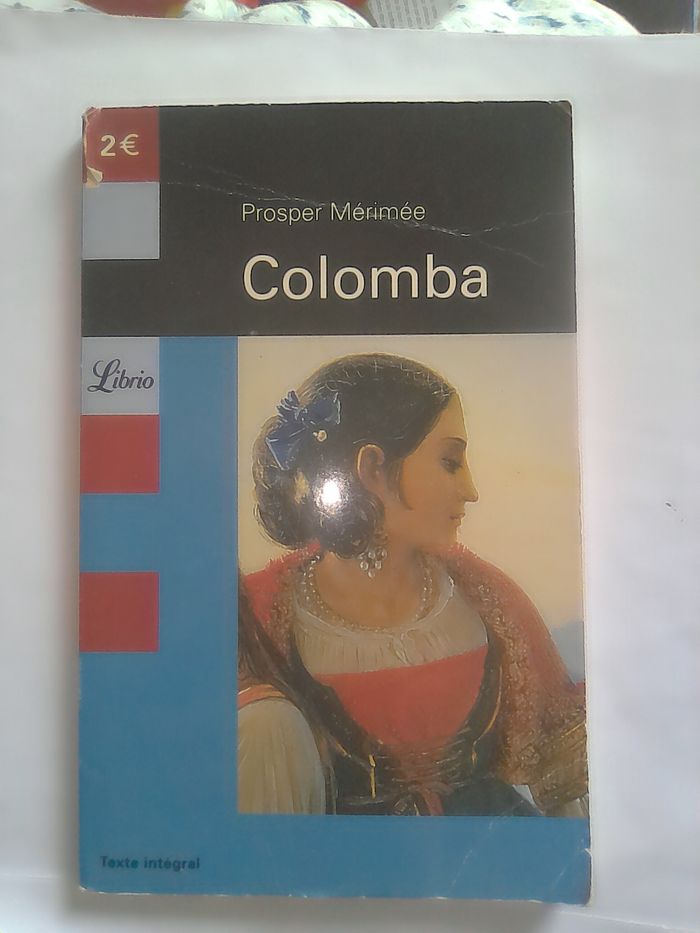 2€
Prosper Mérimée
Colomba
Librio
Texte intégral